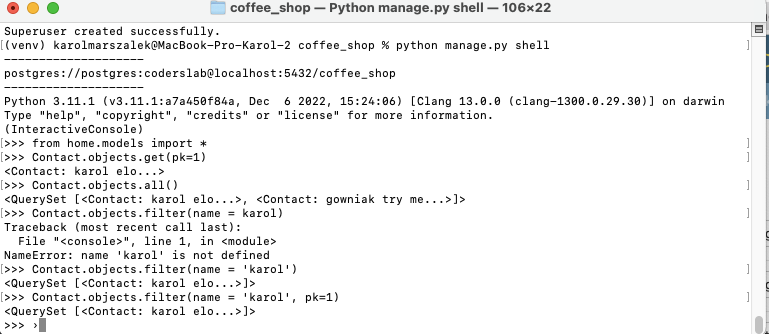 coffee_shop — Python manage.py shell — 106×22
Superuser created successfully.
[(venv) karolmarszalek@MacBook-Pro-Karol-2 coffee_shop % python manage.py shell ]
--------------------
postgres://postgres:coderslab@localhost:5432/coffee_shop
--------------------
Python 3.11.1 (v3.11.1:a7a450f84a, Dec  6 2022, 15:24:06) [Clang 13.0.0 (clang-1300.0.29.30)] on darwin
Type "help", "copyright", "credits" or "license" for more information.
(InteractiveConsole)
[>>> from home.models import * ]
[>>> Contact.objects.get(pk=1) ]
<Contact: karol elo...>
[>>> Contact.objects.all() ]
<QuerySet [<Contact: karol elo...>, <Contact: gowniak try me...>]>
[>>> Contact.objects.filter(name = karol) ]
Traceback (most recent call last):
  File "<console>", line 1, in <module>
NameError: name 'karol' is not defined
[>>> Contact.objects.filter(name = 'karol') ]
<QuerySet [<Contact: karol elo...>]>
[>>> Contact.objects.filter(name = 'karol', pk=1) ]
<QuerySet [<Contact: karol elo...>]>
>>> ›